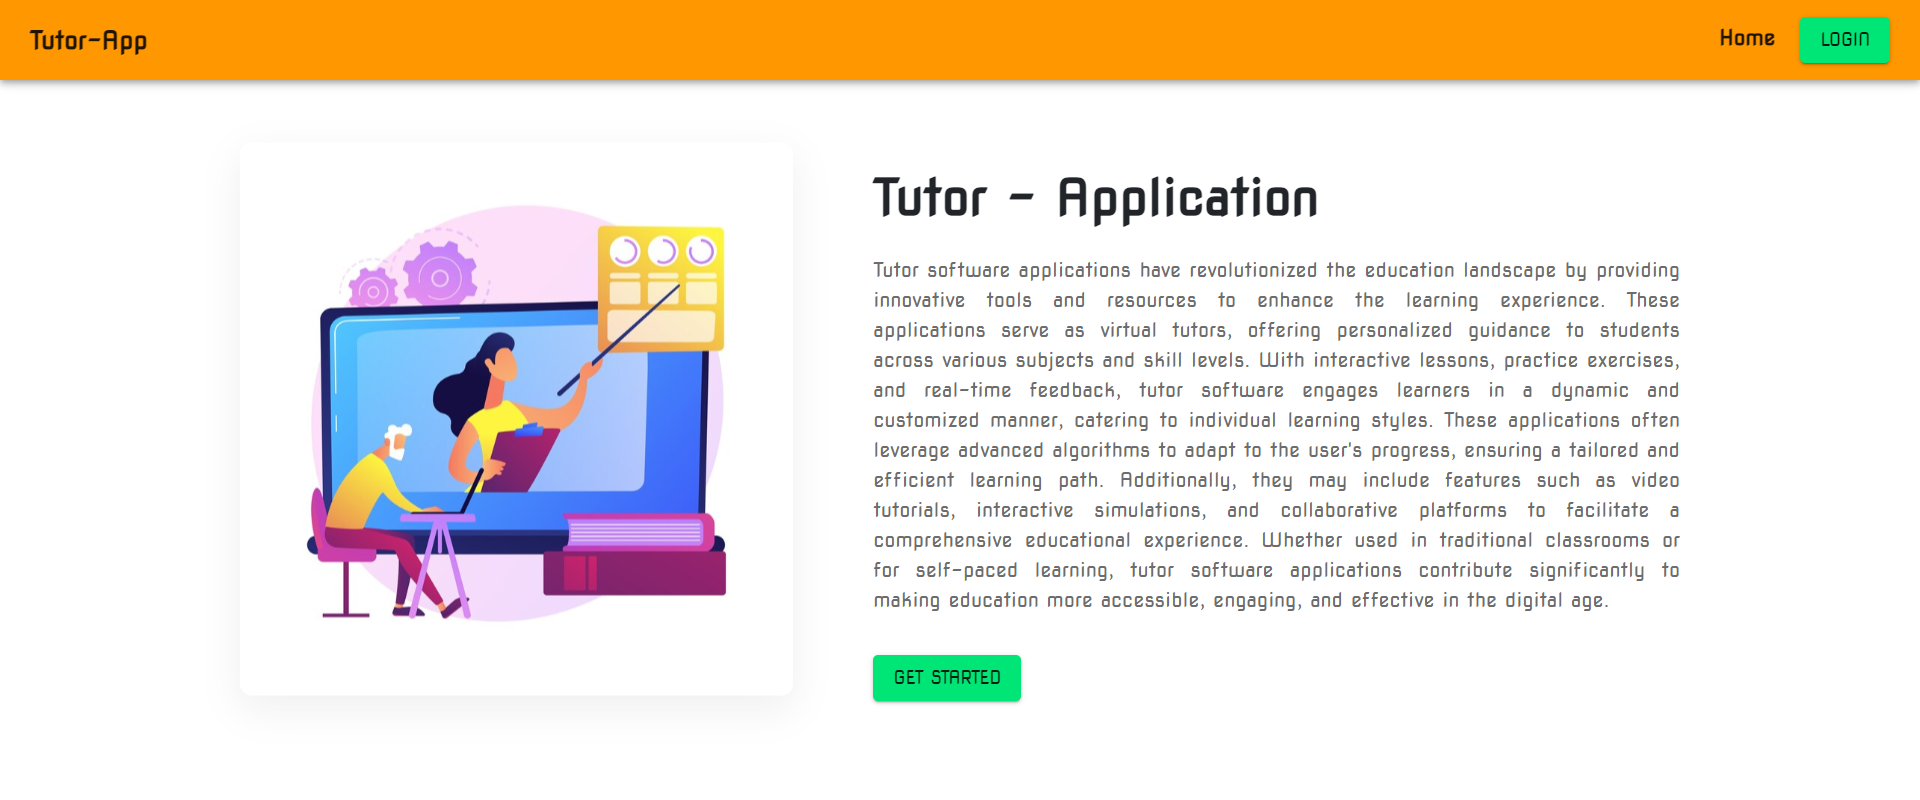 Tutor-App
Home
LOGIN
Tutor - Application
Tutor software applications have revolutionized the education landscape by providing
innovative tools and resources to enhance the learning experience. These
applications serve as virtual tutors, offering personalized guidance to students
across various subjects and skill levels. With interactive lessons, practice exercises,
and real-time feedback, tutor software engages learners in a dynamic and
customized manner, catering to individual learning styles. These applications often
leverage advanced algorithms to adapt to the user's progress, ensuring a tailored and
efficient learning path. Additionally, they may include features such as video
tutorials, interactive simulations, and collaborative platforms to facilitate a
comprehensive educational experience. Whether used in traditional classrooms or
for self-paced learning, tutor software applications contribute significantly to
making education more accessible, engaging, and effective in the digital age.
GET STARTED